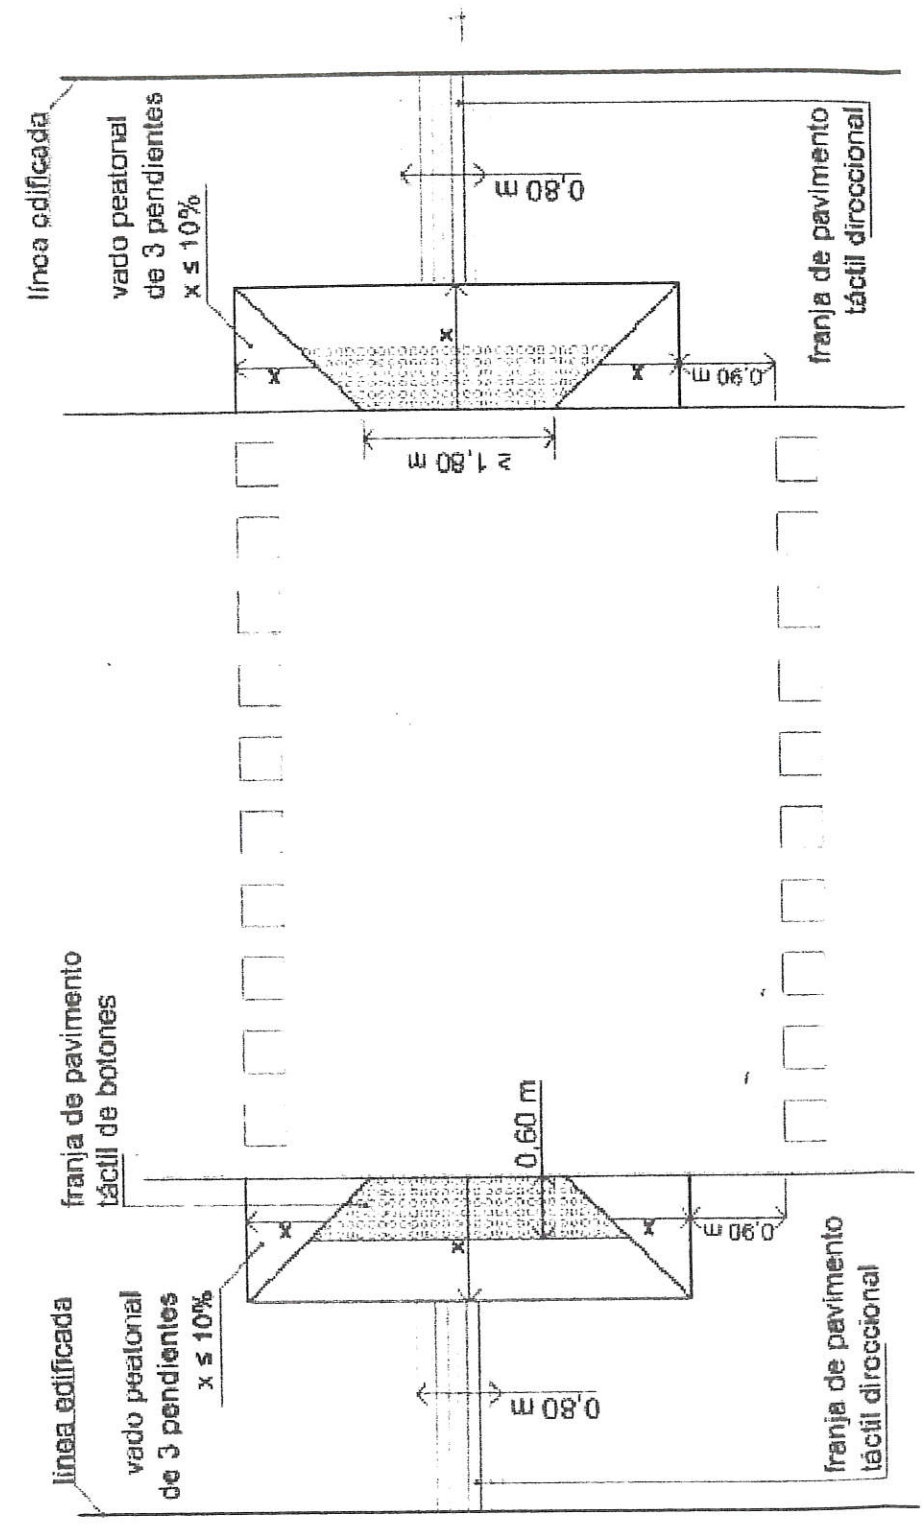 línea edificada
vado peatonal
de 3 pendientes
x ≤ 10%
0,80 m
franja de pavimento
táctil direccional
x
x
x
0,90 m
franja de pavimento
táctil de botones
0,60 m
≥ 1,80 m
línea edificada
vado peatonal
de 3 pendientes
x ≤ 10%
x
x
x
0,90 m
0,80 m
franja de pavimento
táctil direccional